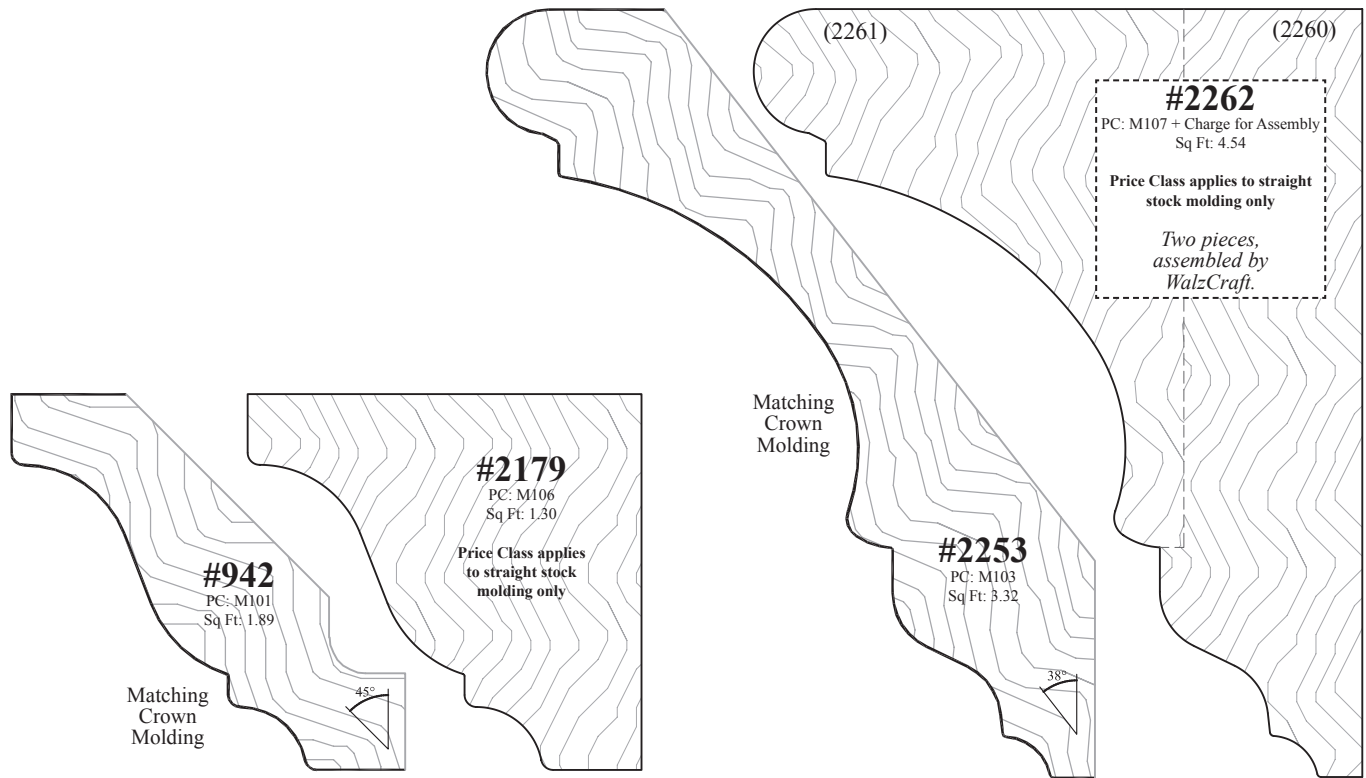 (2261)
(2260)
#2262
PC: M107 + Charge for Assembly
Sq Ft: 4.54
Price Class applies to straight
stock molding only
Two pieces,
assembled by
WalzCraft.
Matching
Crown
Molding
#2253
PC: M103
Sq Ft: 3.32
38°
#2179
PC: M106
Sq Ft: 1.30
Price Class applies
to straight stock
molding only
#942
PC: M101
Sq Ft: 1.89
45°
Matching
Crown
Molding